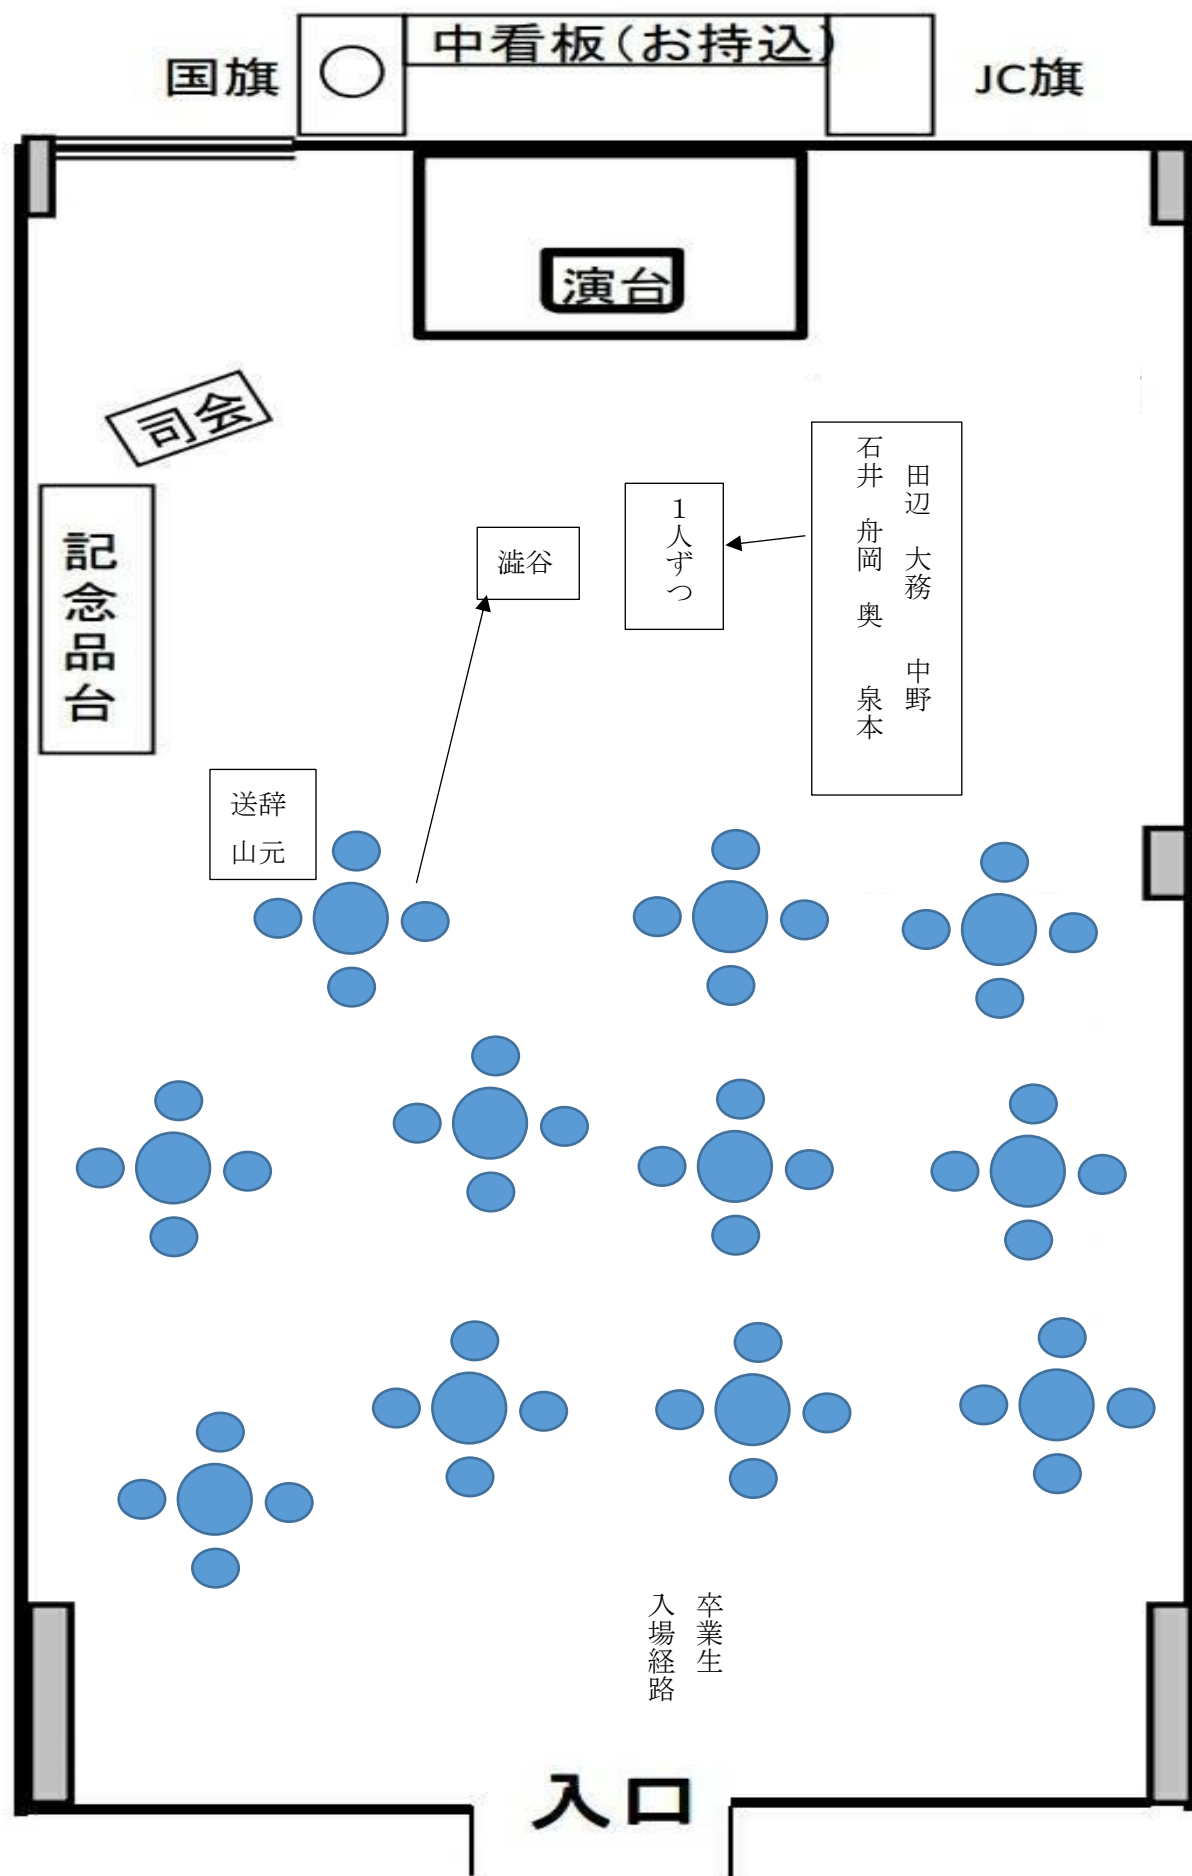 中看板(お持込)
国旗
JC旗
演台
司会
田辺　大務　中野
石井　舟岡　奥　泉本
１人ずつ
澁谷
記念品台
送辞
山元
卒業生
入場経路
入口